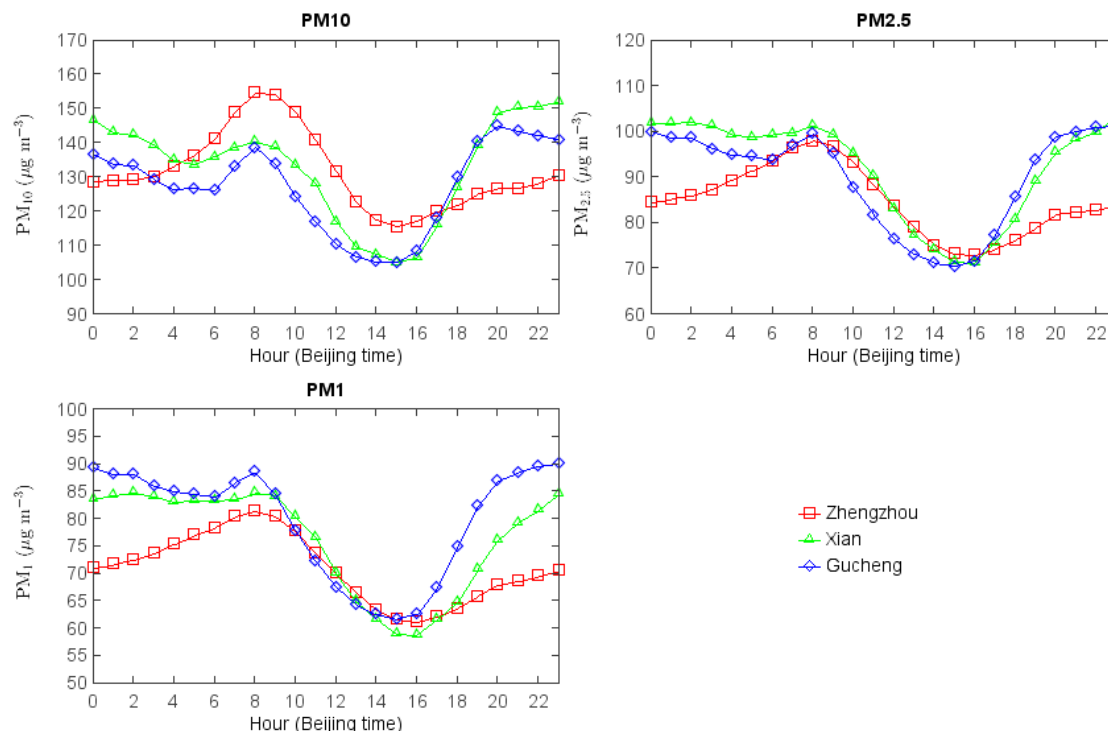 PM10
PM₁₀ (μg m⁻³)
170
160
150
140
130
120
110
100
90
0 2 4 6 8 10 12 14 16 18 20 22
Hour (Beijing time)
PM2.5
PM₂.₅ (μg m⁻³)
120
110
100
90
80
70
60
0 2 4 6 8 10 12 14 16 18 20 22
Hour (Beijing time)
PM1
PM₁ (μg m⁻³)
100
95
90
85
80
75
70
65
60
55
50
0 2 4 6 8 10 12 14 16 18 20 22
Hour (Beijing time)
Zhengzhou
Xian
Gucheng